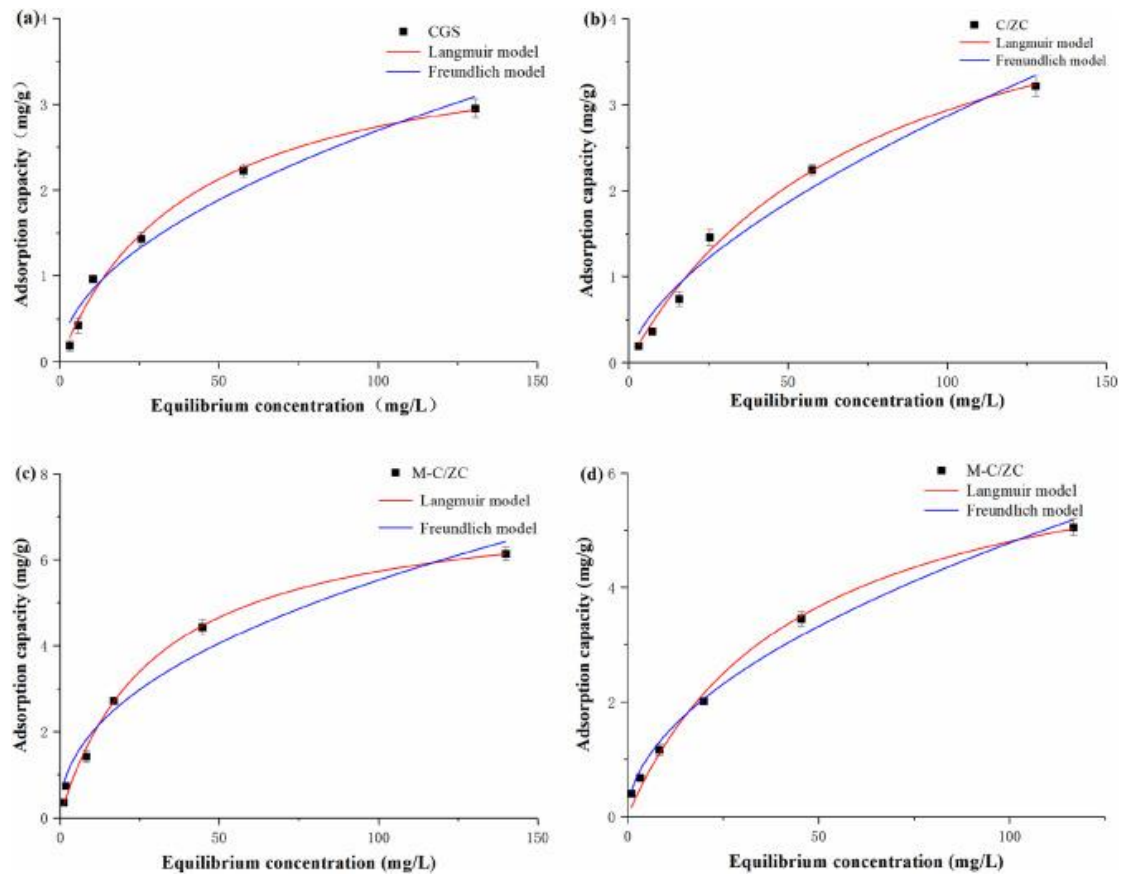 (a)
CGS
Langmuir model
Freundlich model
Adsorption capacity（mg/g）
4
3
2
1
0
0 50 100 150
Equilibrium concentration（mg/L）
(b)
C/ZC
Langmuir model
Frenundlich model
Adsorption capacity (mg/g)
4
3
2
1
0
0 50 100 150
Equilibrium concentration (mg/L)
(c)
M-C/ZC
Langmuir model
Freundlich model
Adsorption capacity (mg/g)
8
6
4
2
0
0 50 100 150
Equilibrium concentration (mg/L)
(d)
M-C/ZC
Langmuir model
Freundlich model
Adsorption capacity (mg/g)
6
4
2
0
0 50 100
Equilibrium concentration (mg/L)